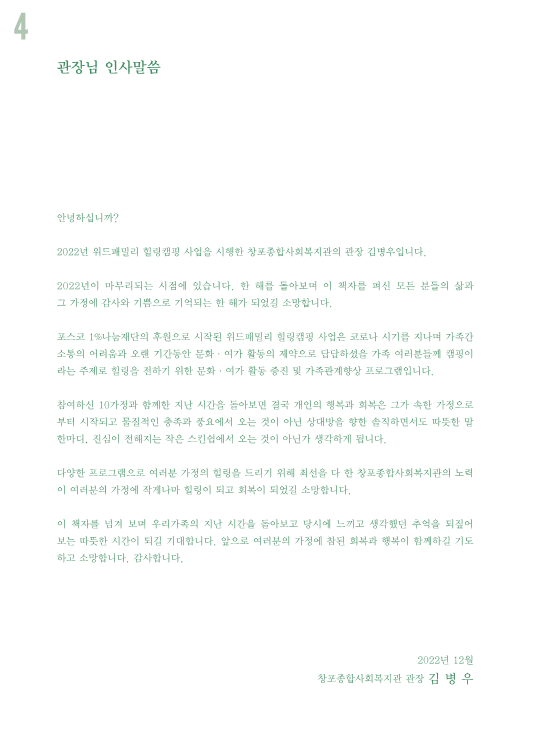 4
관장님 인사말씀
안녕하십니까?
2022년 위드패밀리 힐링캠핑 사업을 시행한 창포종합사회복지관의 관장 김병우입니다.
2022년이 마무리되는 시점에 있습니다. 한 해를 돌아보며 이 책자를 펴신 모든 분들의 삶과
그 가정에 감사와 기쁨으로 기억되는 한 해가 되었길 소망합니다.
포스코 1%나눔재단의 후원으로 시작된 위드패밀리 힐링캠핑 사업은 코로나 시기를 지나며 가족간
소통의 어려움과 오랜 기간동안 문화·여가 활동의 제약으로 답답하셨을 가족 여러분들께 캠핑이
라는 주제로 힐링을 전하기 위한 문화·여가 활동 증진 및 가족관계향상 프로그램입니다.
참여하신 10가정과 함께한 지난 시간을 돌아보면 결국 개인의 행복과 회복은 그가 속한 가정으로
부터 시작되고 물질적인 충족과 풍요에서 오는 것이 아닌 상대방을 향한 솔직하면서도 따뜻한 말
한마디, 진심이 전해지는 작은 스킨쉽에서 오는 것이 아닌가 생각하게 됩니다.
다양한 프로그램으로 여러분 가정의 힐링을 드리기 위해 최선을 다 한 창포종합사회복지관의 노력
이 여러분의 가정에 작게나마 힐링이 되고 회복이 되었길 소망합니다.
이 책자를 넘겨 보며 우리가족의 지난 시간을 돌아보고 당시에 느끼고 생각했던 추억을 되짚어
보는 따뜻한 시간이 되길 기대합니다. 앞으로 여러분의 가정에 참된 회복과 행복이 함께하길 기도
하고 소망합니다. 감사합니다.
2022년 12월
창포종합사회복지관 관장 김 병 우